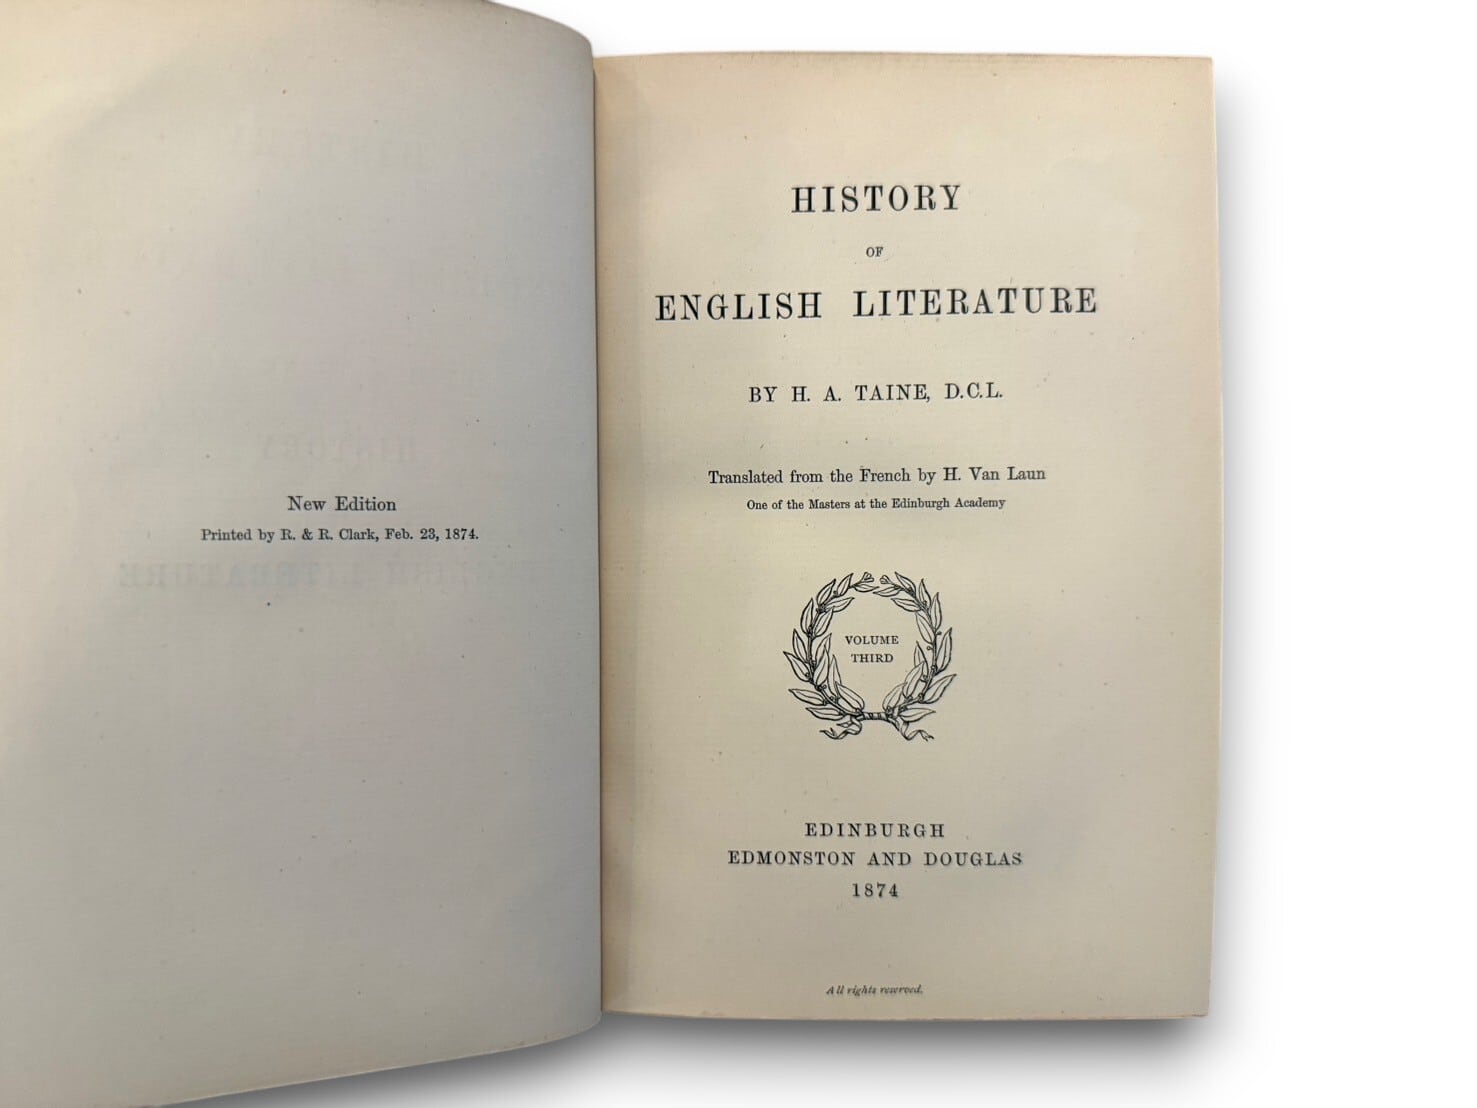 New Edition
Printed by R. & R. Clark, Feb. 23, 1874.
HISTORY
OF
ENGLISH LITERATURE
BY H. A. TAINE, D.C.L.
Translated from the French by H. Van Laun
One of the Masters at the Edinburgh Academy
VOLUME
THIRD
EDINBURGH
EDMONSTON AND DOUGLAS
1874
All rights reserved.